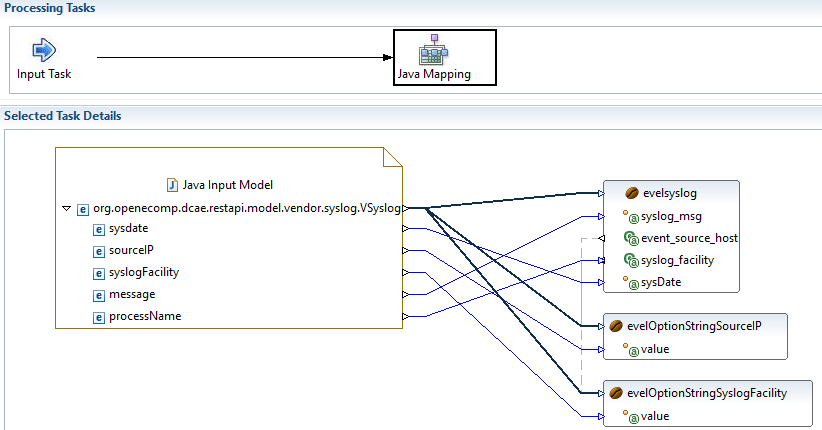 Processing Tasks
Input Task
Java Mapping
Selected Task Details
Java Input Model
org.openecomp.dcae.restapi.model.vendor.syslog.VSyslog
sysdate
sourceIP
syslogFacility
message
processName
evelsyslog
syslog_msg
event_source_host
syslog_facility
sysDate
evelOptionStringSourceIP
value
evelOptionStringSyslogFacility
value